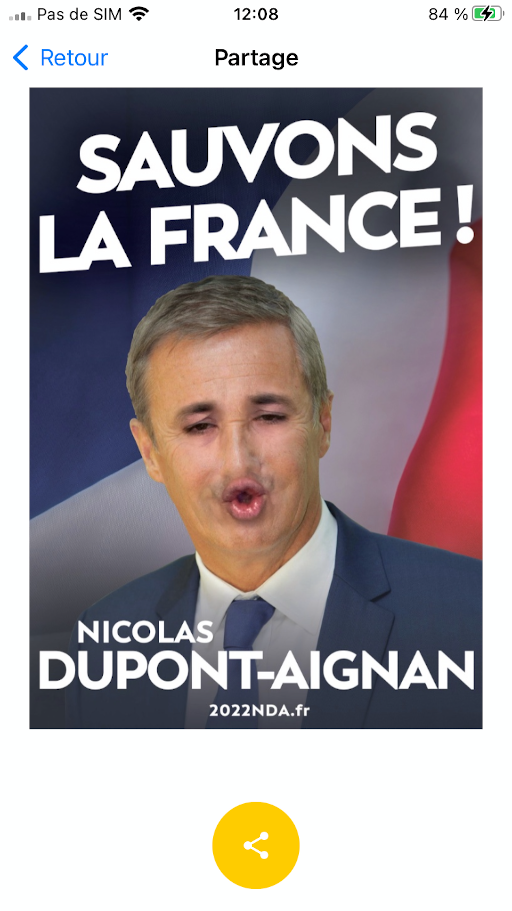 Pas de SIM 12:08 84 %
Retour Partage
SAUVONS
LA FRANCE !
NICOLAS
DUPONT-AIGNAN
2022NDA.fr